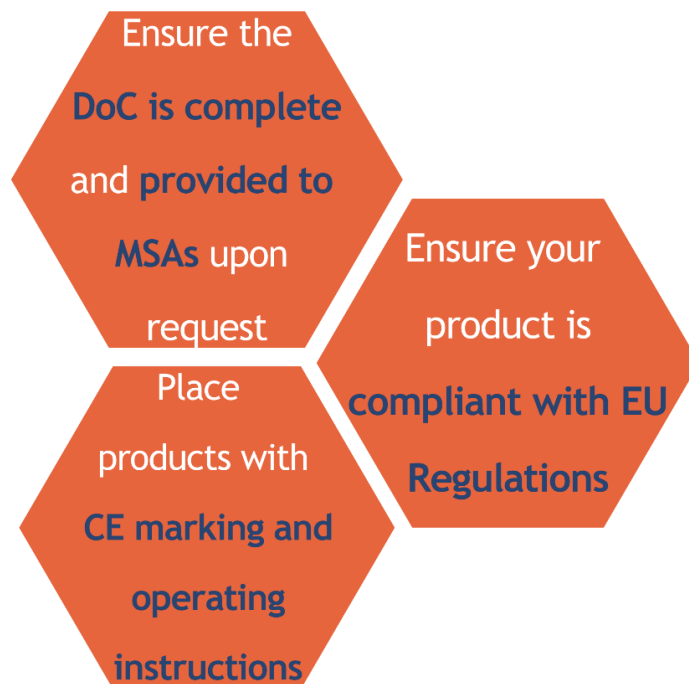 Ensure the
DoC is complete
and provided to
MSAs upon
request
Ensure your
product is
compliant with EU
Regulations
Place
products with
CE marking and
operating
instructions